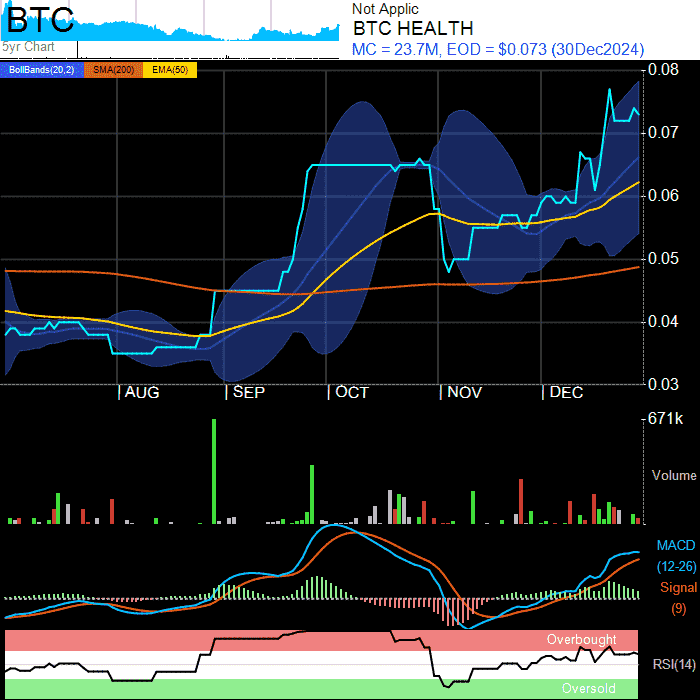 BTC
5yr Chart
Not Applic
BTC HEALTH
MC = 23.7M, EOD = $0.073 (30Dec2024)
BollBands(20,2) SMA(200) EMA(50)
0.08
0.07
0.06
0.05
0.04
0.03
AUG SEP OCT NOV DEC
671k
Volume
MACD
(12-26)
Signal
(9)
Overbought
RSI(14)
Oversold